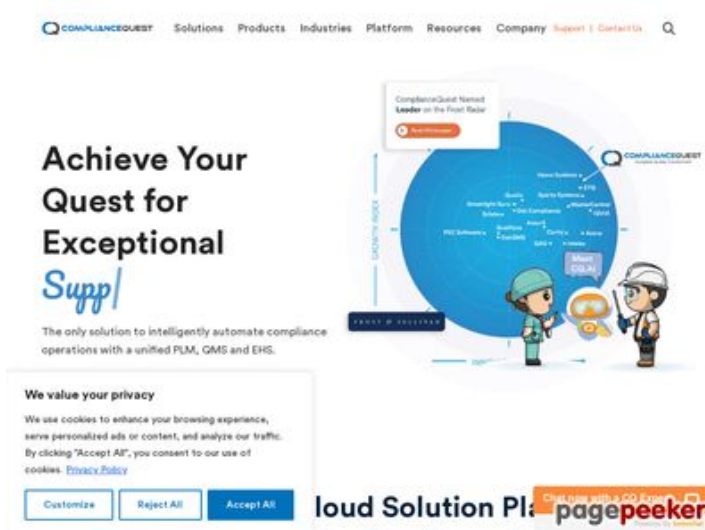 COMPLIANCEQUEST Solutions Products Industries Platform Resources Company Support | Contact Us
ComplianceQuest Named
Leader on the Frost Radar
Achieve Your
Quest for
Exceptional
Supp
The only solution to intelligently automate compliance
operations with a unified PLM, QMS and EHS.
COMPLIANCEQUEST
GROWTH INDEX
Sparta Systems
ETQ
MasterControl
Meet
CQ.AI
FROST & SULLIVAN
We value your privacy
We use cookies to enhance your browsing experience,
serve personalized ads or content, and analyze our traffic.
By clicking "Accept All", you consent to our use of
cookies. Privacy Policy
Customize Reject All Accept All
loud Solution Pla
Chat now with a CQ Expert
pagepeeker